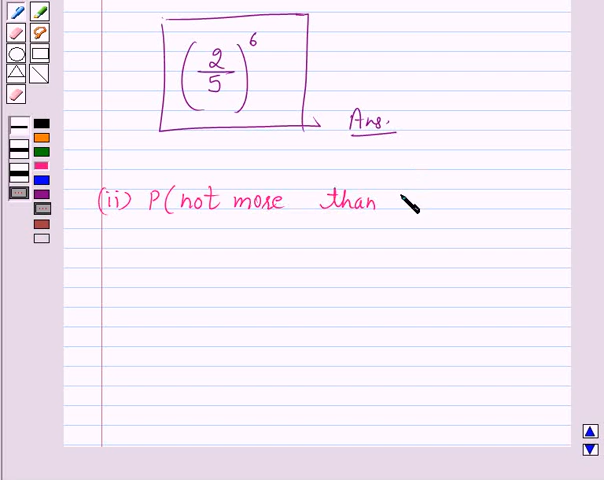 (2/5)^6
Ans.
(ii) P(not more than